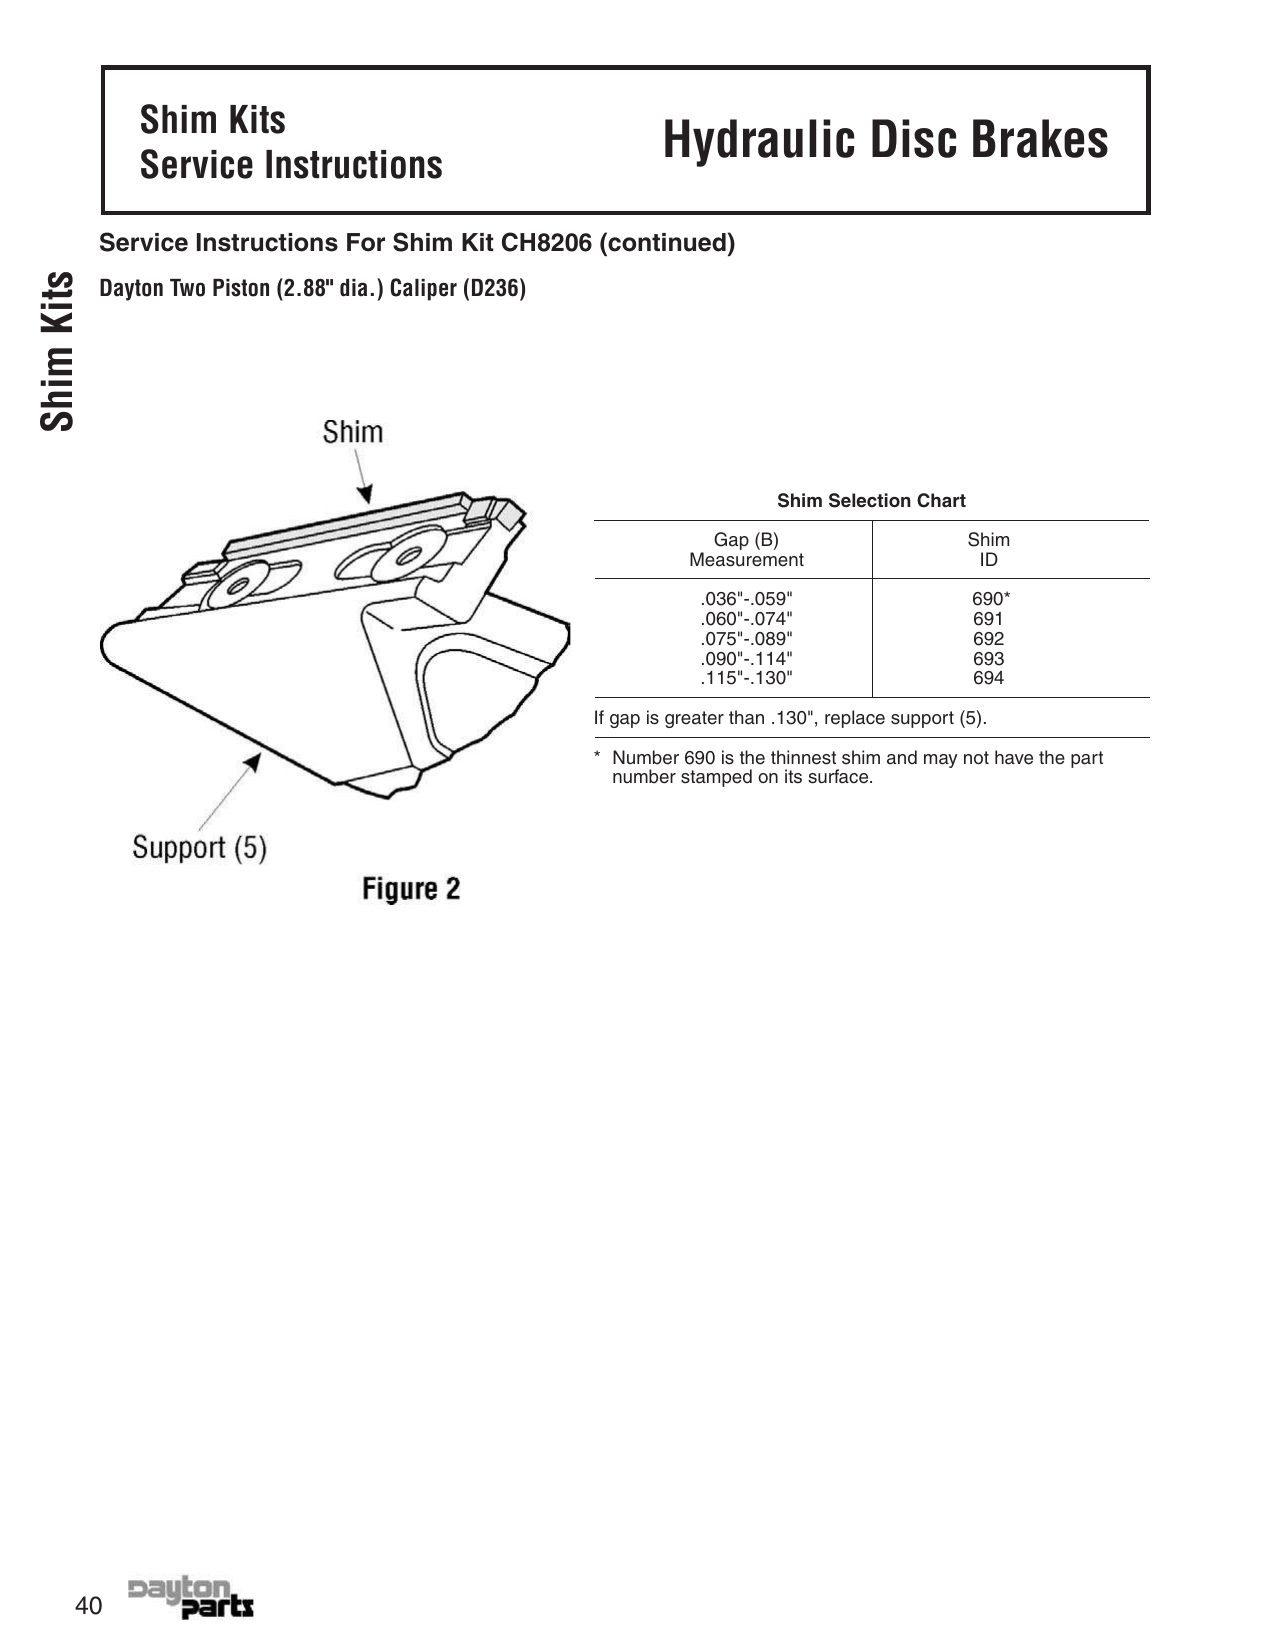 Shim Kits
Service Instructions
Hydraulic Disc Brakes
Service Instructions For Shim Kit CH8206 (continued)
Dayton Two Piston (2.88" dia.) Caliper (D236)
Shim Kits
Shim
Support (5)
Figure 2
Shim Selection Chart
Gap (B) Shim
Measurement ID
.036"-.059" 690*
.060"-.074" 691
.075"-.089" 692
.090"-.114" 693
.115"-.130" 694
If gap is greater than .130", replace support (5).
* Number 690 is the thinnest shim and may not have the part
number stamped on its surface.
40
Dayton
parts